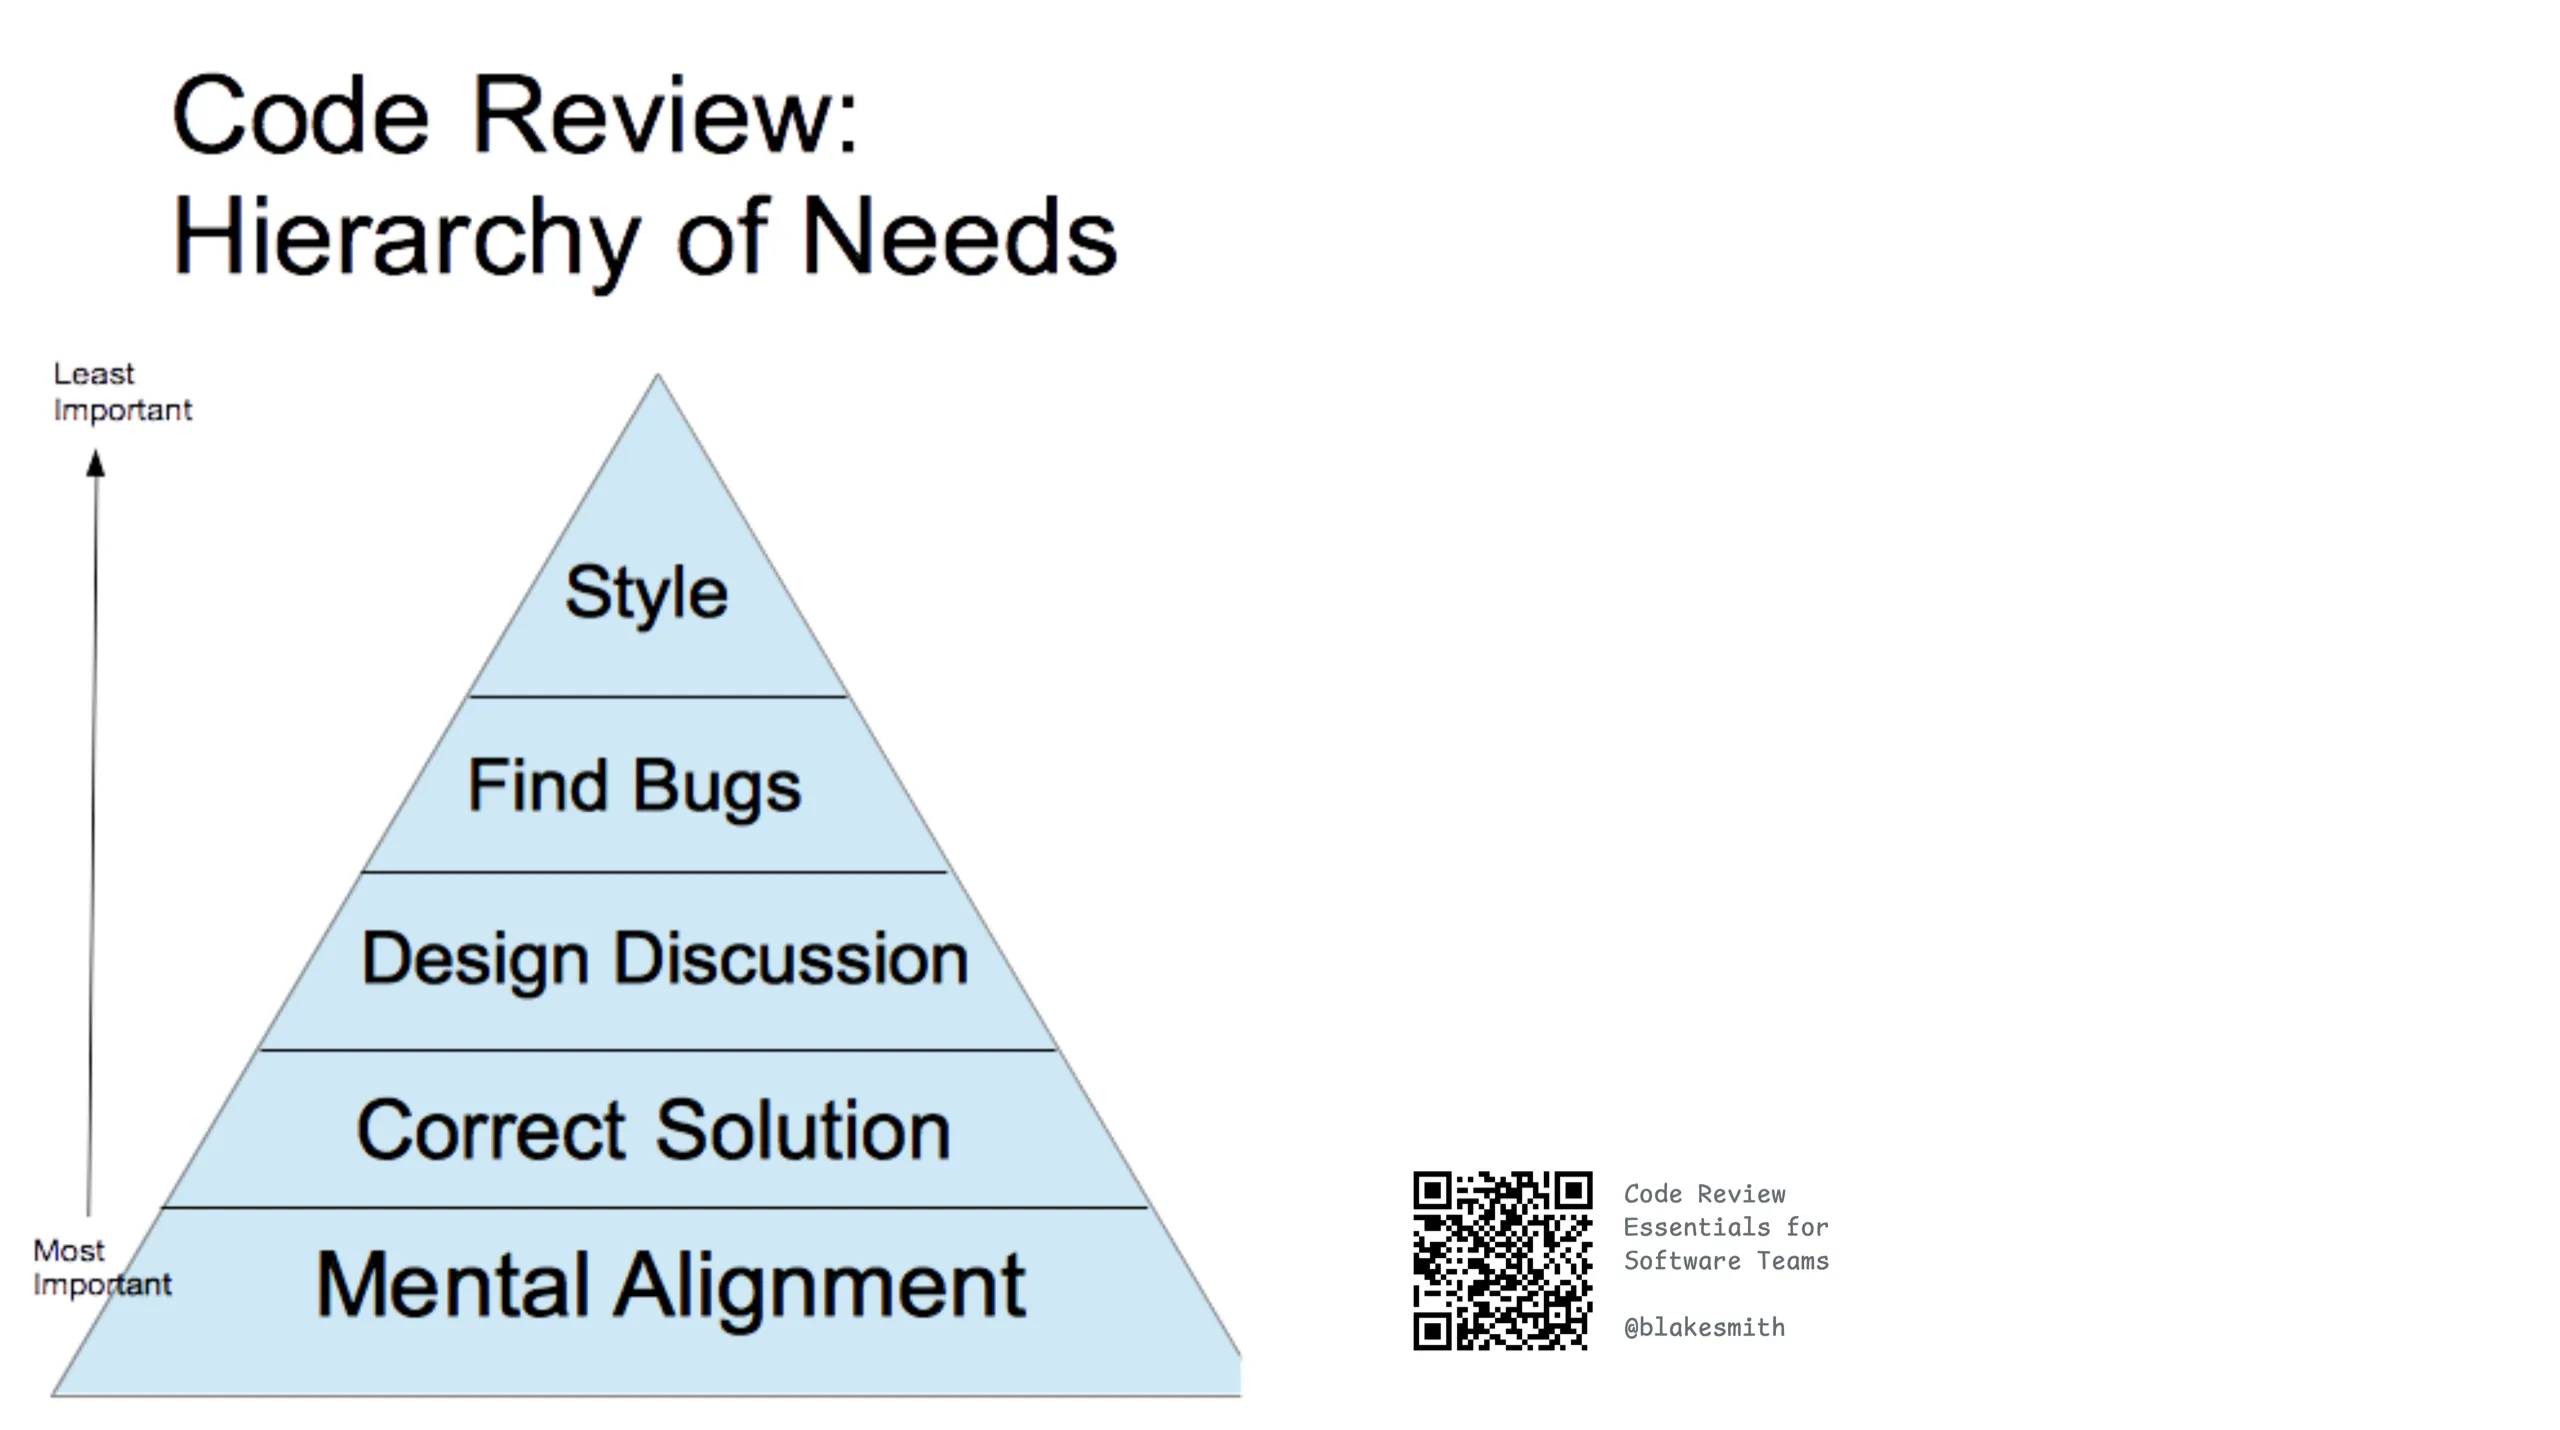 Code Review:
Hierarchy of Needs
Least
Important
Style
Find Bugs
Design Discussion
Correct Solution
Mental Alignment
Most
Important
Code Review
Essentials for
Software Teams
@blakesmith